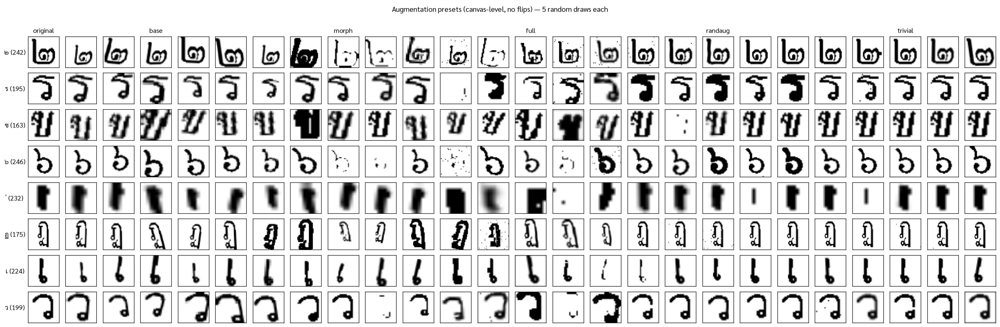 Augmentation presets (canvas-level, no flips) — 5 random draws each
original base morph full randaug trivial
๒ (242)
ร (195)
ฃ (163)
๖ (246)
่ (232)
ฏ (175)
เ (224)
ว (199)